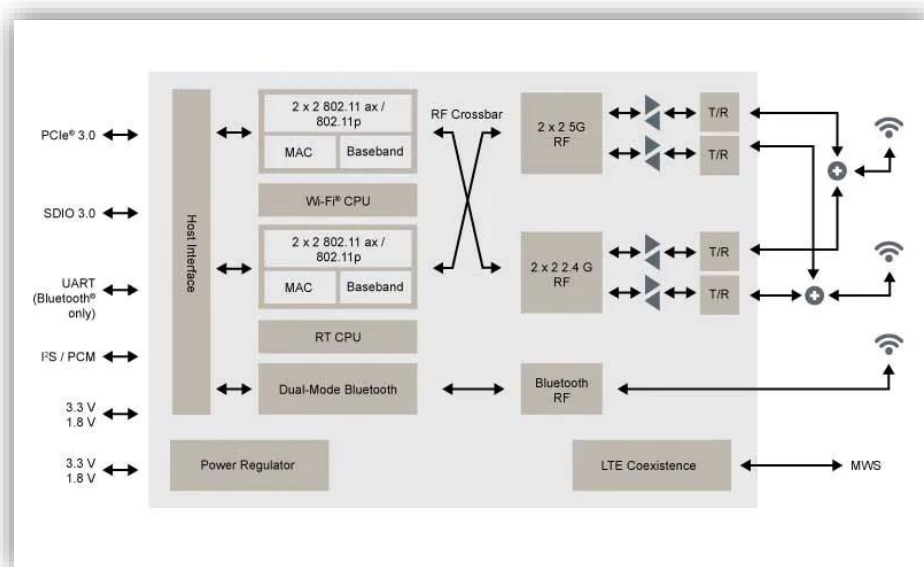 PCIe® 3.0
SDIO 3.0
UART
(Bluetooth®
only)
I²S / PCM
3.3 V
1.8 V
3.3 V
1.8 V
Host Interface
2 x 2 802.11 ax /
802.11p
MAC
Baseband
Wi-Fi® CPU
2 x 2 802.11 ax /
802.11p
MAC
Baseband
RT CPU
Dual-Mode Bluetooth
Power Regulator
RF Crossbar
2 x 2 5G
RF
2 x 2 2.4 G
RF
Bluetooth
RF
LTE Coexistence
T/R
T/R
T/R
T/R
MWS